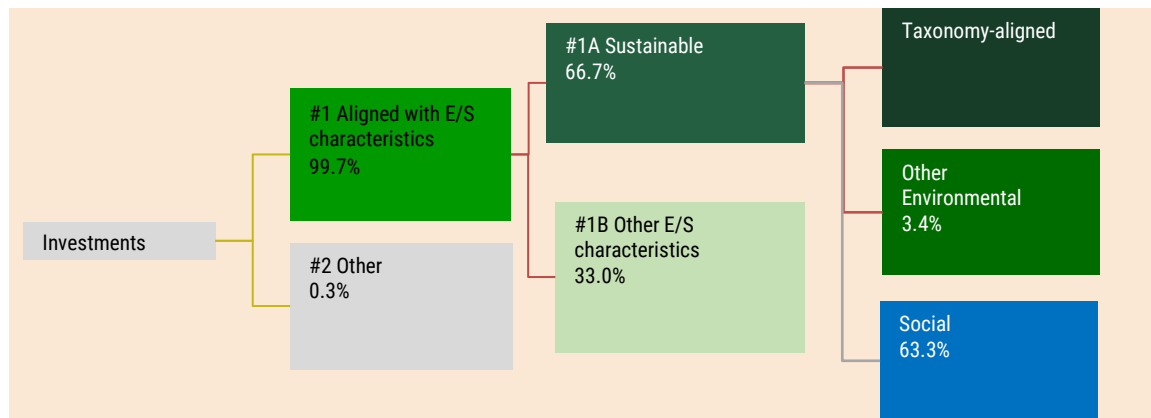 Investments
#1 Aligned with E/S
characteristics
99.7%
#2 Other
0.3%
#1A Sustainable
66.7%
#1B Other E/S
characteristics
33.0%
Taxonomy-aligned
Other
Environmental
3.4%
Social
63.3%